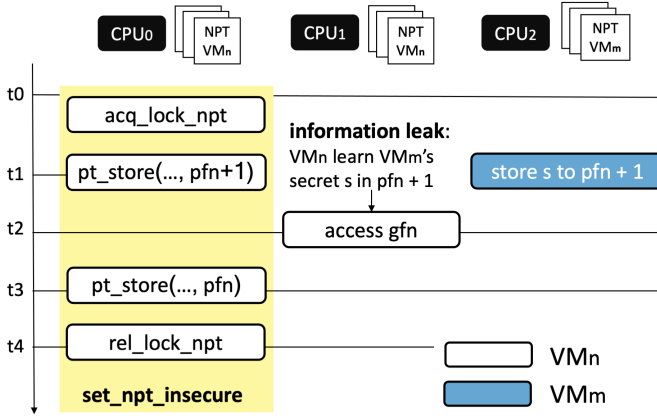 CPU0
NPT
VMn
CPU1
NPT
VMn
CPU2
NPT
VMm
t0
acq_lock_npt
information leak:
VMn learn VMm's
secret s in pfn + 1
t1
pt_store(..., pfn+1)
store s to pfn + 1
t2
access gfn
t3
pt_store(..., pfn)
t4
rel_lock_npt
VMn
VMm
set_npt_insecure